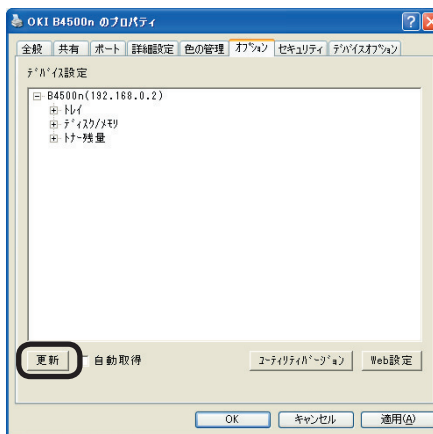 OKI B4500n のプロパティ
全般 共有 ポート 詳細設定 色の管理 オプション セキュリティ デバイスオプション
デバイス設定
B4500n(192.168.0.2)
トレイ
ディスク/メモリ
トナー残量
更新 自動取得 ユーティリティバージョン Web設定
OK キャンセル 適用(A)